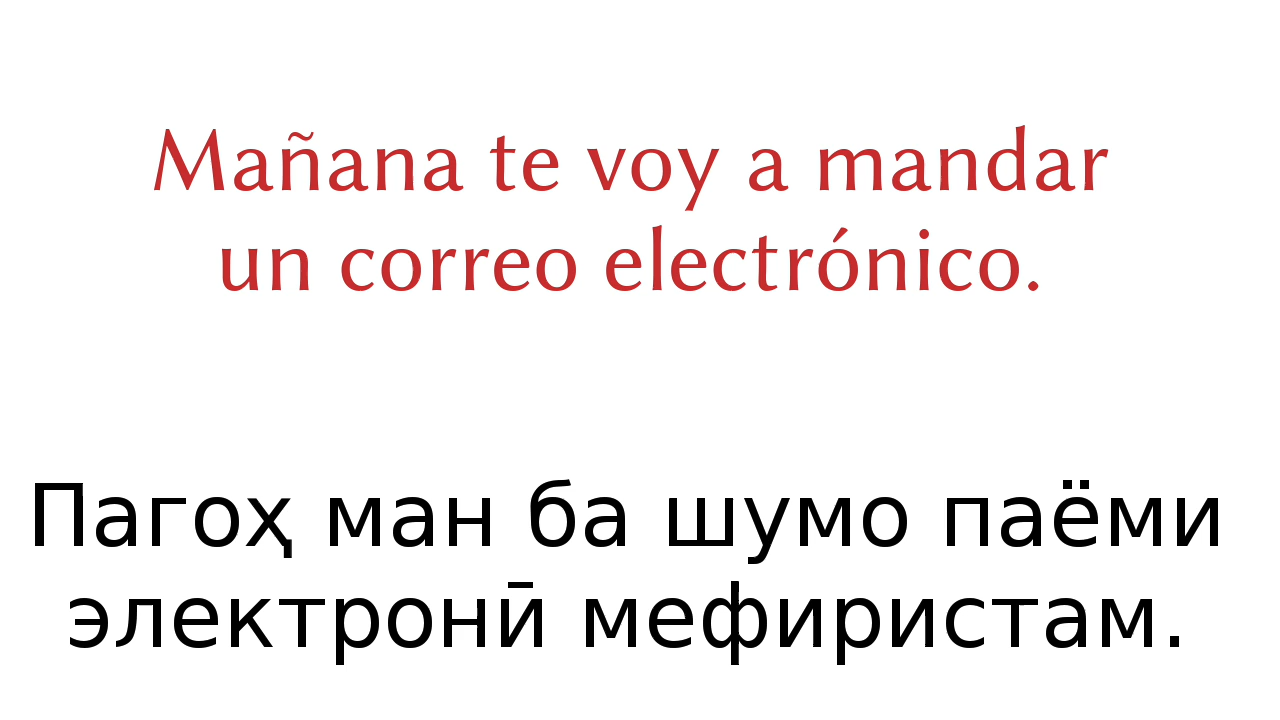 Mañana te voy a mandar
un correo electrónico.
Пагоҳ ман ба шумо паёми
электронӣ мефиристам.